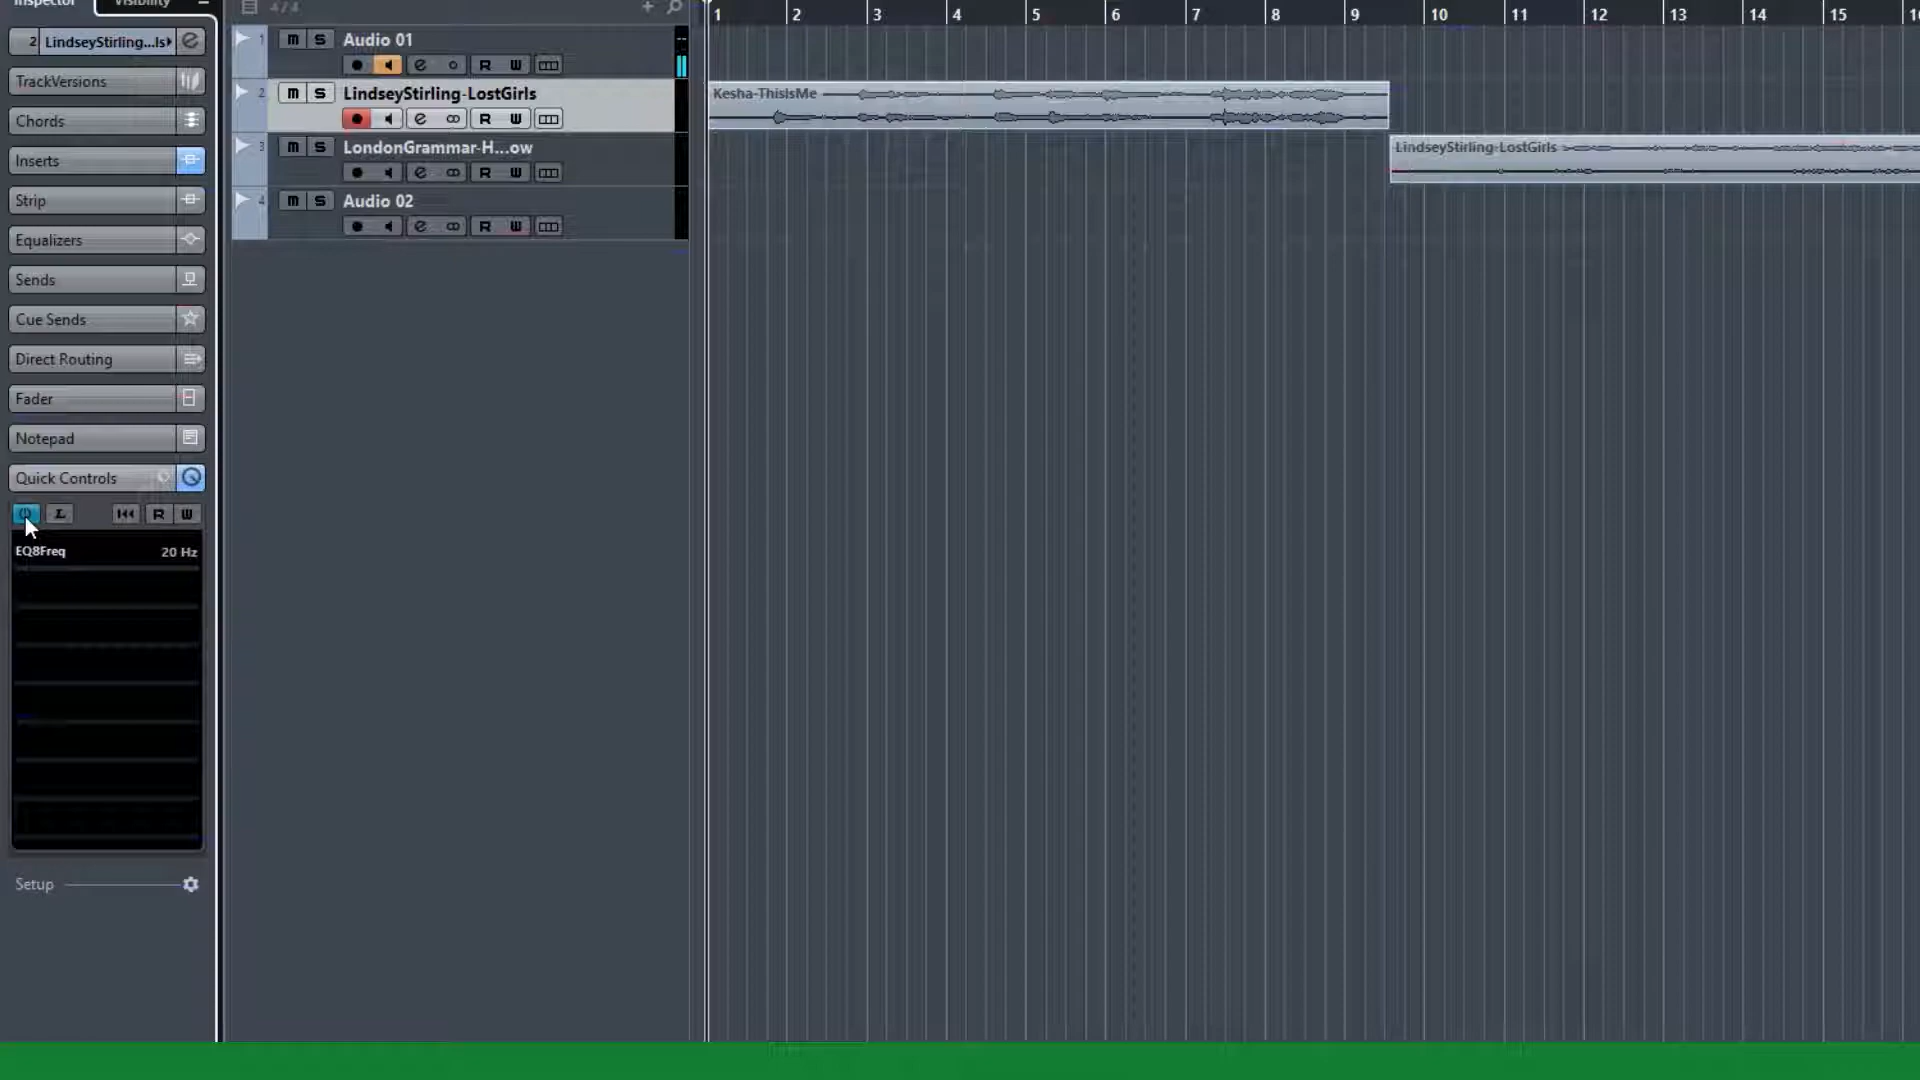 Inspector Visibility
4 / 4
1 2 3 4 5 6 7 8 9 10 11 12 13 14 15
2 LindseyStirling...ls
TrackVersions
Chords
Inserts
Strip
Equalizers
Sends
Cue Sends
Direct Routing
Fader
Notepad
Quick Controls
L R W
EQ8Freq 20 Hz
Setup
1 m S Audio 01
e R W
2 m S LindseyStirling-LostGirls
e R W
3 m S LondonGrammar-H...ow
e R W
4 m S Audio 02
e R W
Kesha-ThisIsMe
LindseyStirling-LostGirls